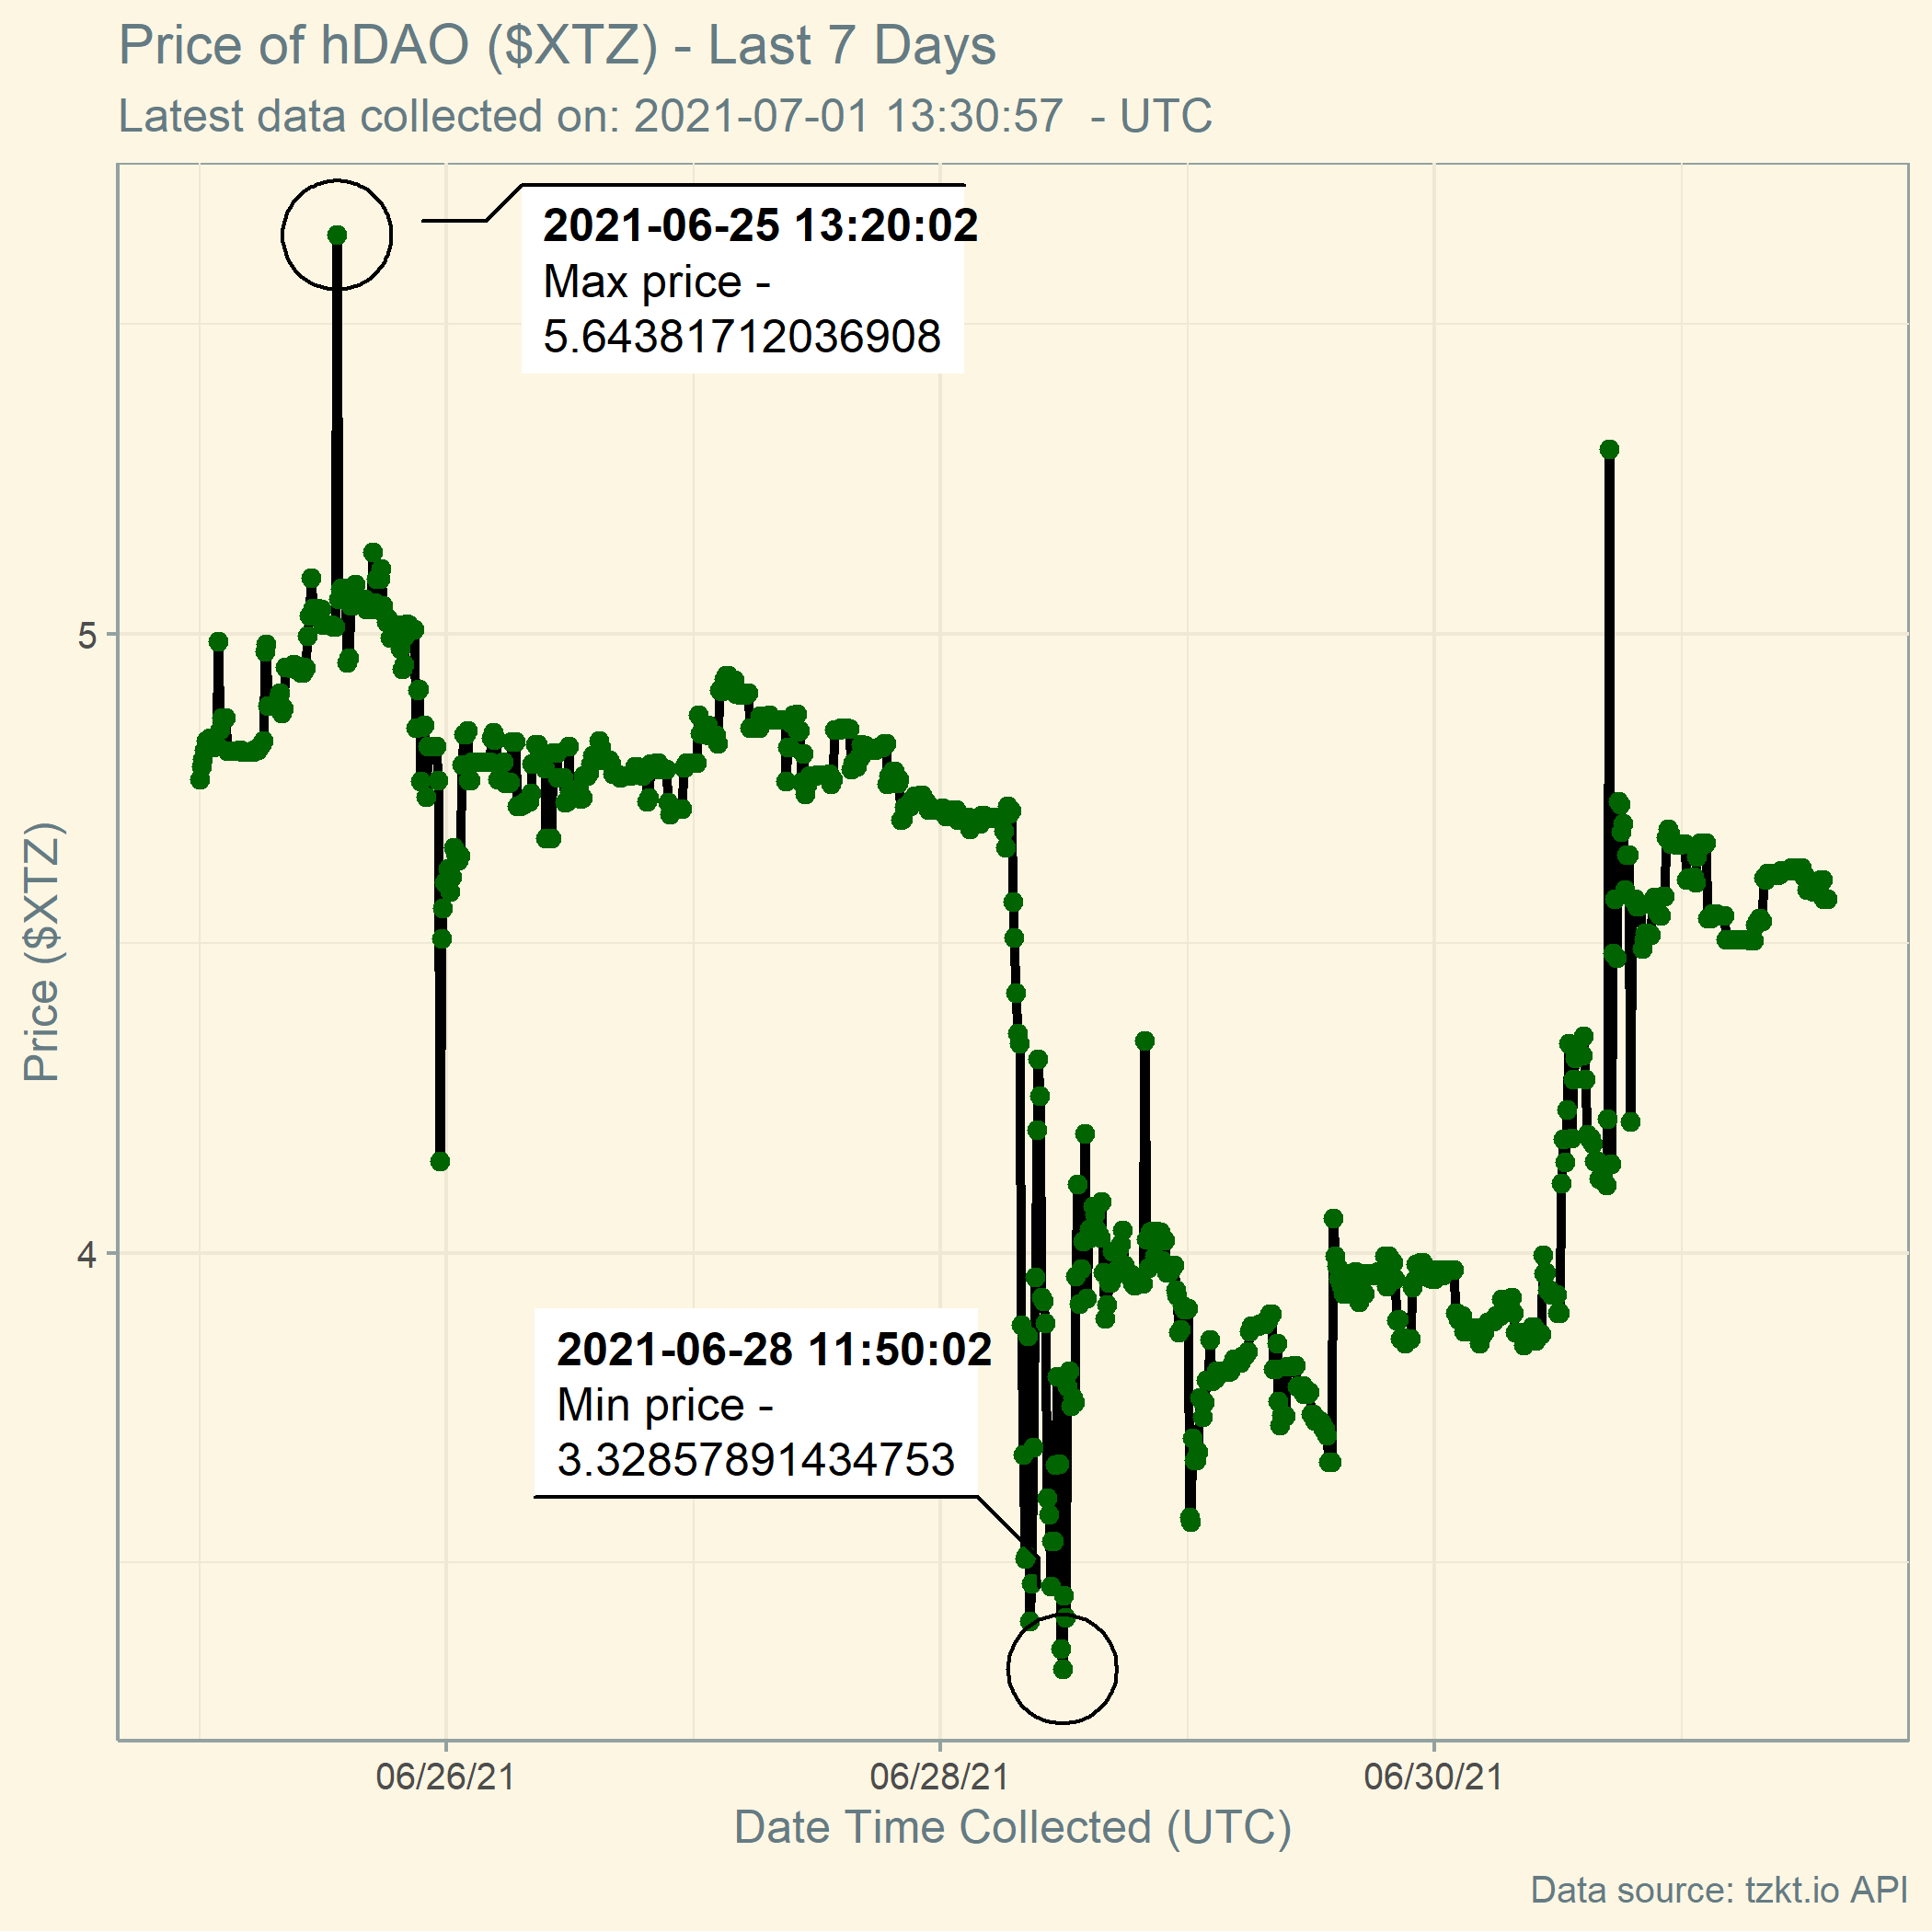 Price of hDAO ($XTZ) - Last 7 Days
Latest data collected on: 2021-07-01 13:30:57  - UTC
2021-06-25 13:20:02
Max price -
5.64381712036908
5
Price ($XTZ)
4
2021-06-28 11:50:02
Min price -
3.32857891434753
06/26/21
06/28/21
06/30/21
Date Time Collected (UTC)
Data source: tzkt.io API